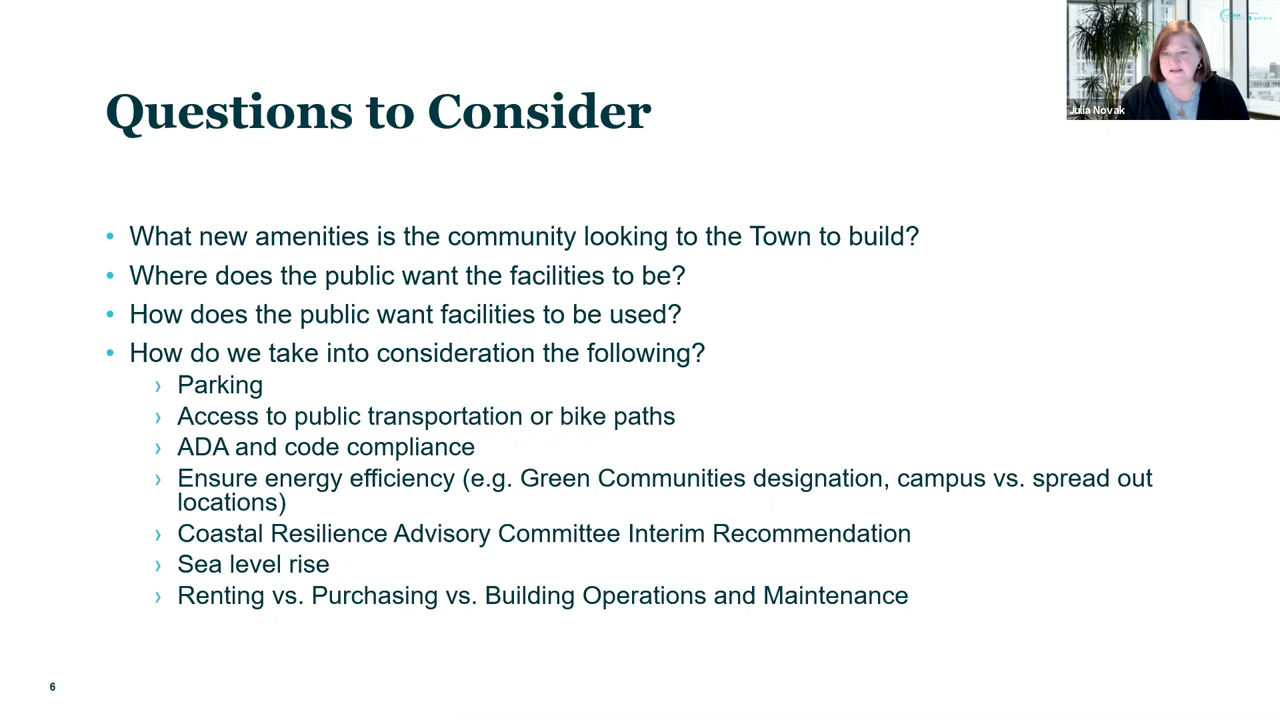 Julia Novak
Questions to Consider
• What new amenities is the community looking to the Town to build?
• Where does the public want the facilities to be?
• How does the public want facilities to be used?
• How do we take into consideration the following?
› Parking
› Access to public transportation or bike paths
› ADA and code compliance
› Ensure energy efficiency (e.g. Green Communities designation, campus vs. spread out
locations)
› Coastal Resilience Advisory Committee Interim Recommendation
› Sea level rise
› Renting vs. Purchasing vs. Building Operations and Maintenance
6